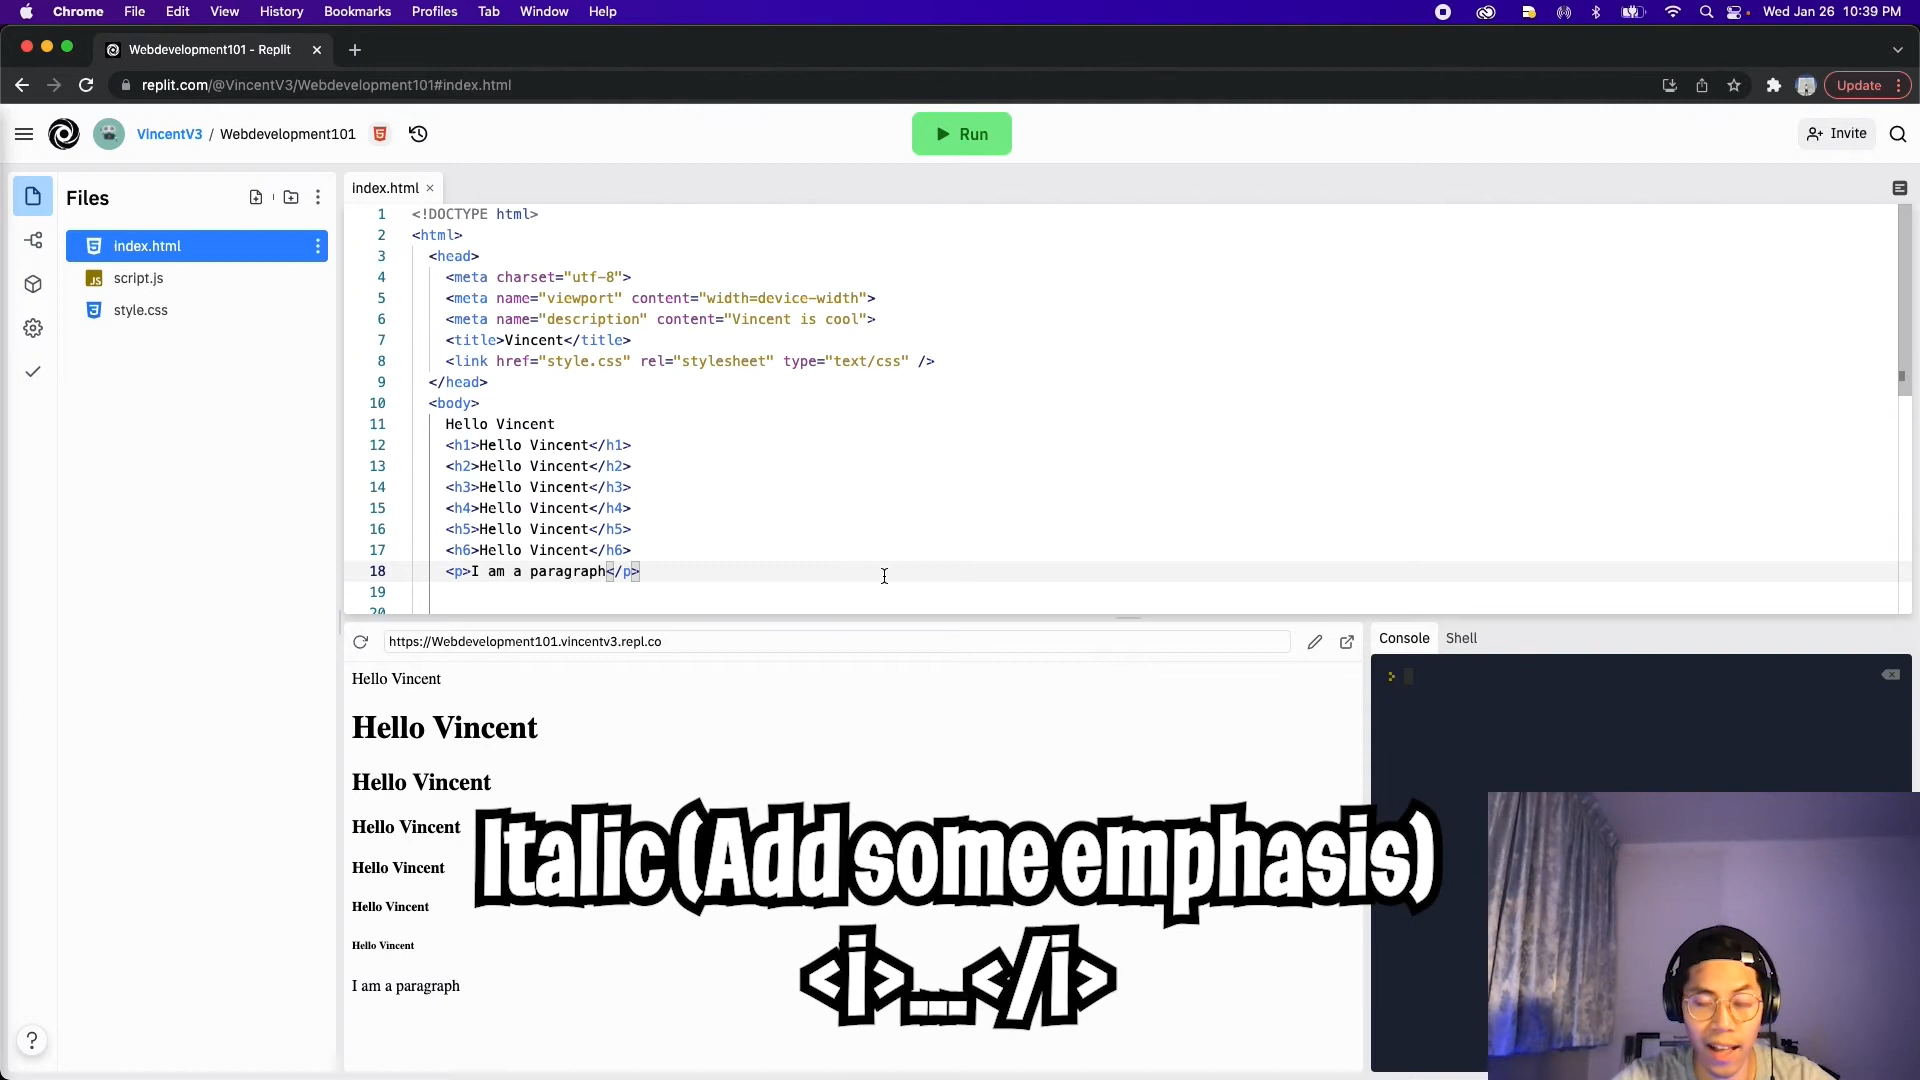 Chrome File Edit View History Bookmarks Profiles Tab Window Help Wed Jan 26 10:39 PM
Webdevelopment101 - Replit
replit.com/@VincentV3/Webdevelopment101#index.html Update
VincentV3 / Webdevelopment101 Run Invite
Files
index.html
script.js
style.css
index.html
1 <!DOCTYPE html>
2 <html>
3 <head>
4 <meta charset="utf-8">
5 <meta name="viewport" content="width=device-width">
6 <meta name="description" content="Vincent is cool">
7 <title>Vincent</title>
8 <link href="style.css" rel="stylesheet" type="text/css" />
9 </head>
10 <body>
11 Hello Vincent
12 <h1>Hello Vincent</h1>
13 <h2>Hello Vincent</h2>
14 <h3>Hello Vincent</h3>
15 <h4>Hello Vincent</h4>
16 <h5>Hello Vincent</h5>
17 <h6>Hello Vincent</h6>
18 <p>I am a paragraph</p>
19
20
https://Webdevelopment101.vincentv3.repl.co
Console Shell
Hello Vincent
Hello Vincent
Hello Vincent
Hello Vincent
Hello Vincent
Hello Vincent
Hello Vincent
I am a paragraph
Italic (Add some emphasis)
<i>...</i>